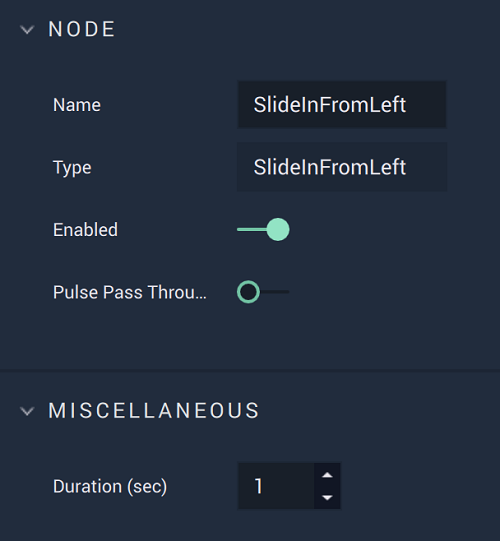 NODE
Name SlideInFromLeft
Type SlideInFromLeft
Enabled
Pulse Pass Throu...
MISCELLANEOUS
Duration (sec) 1